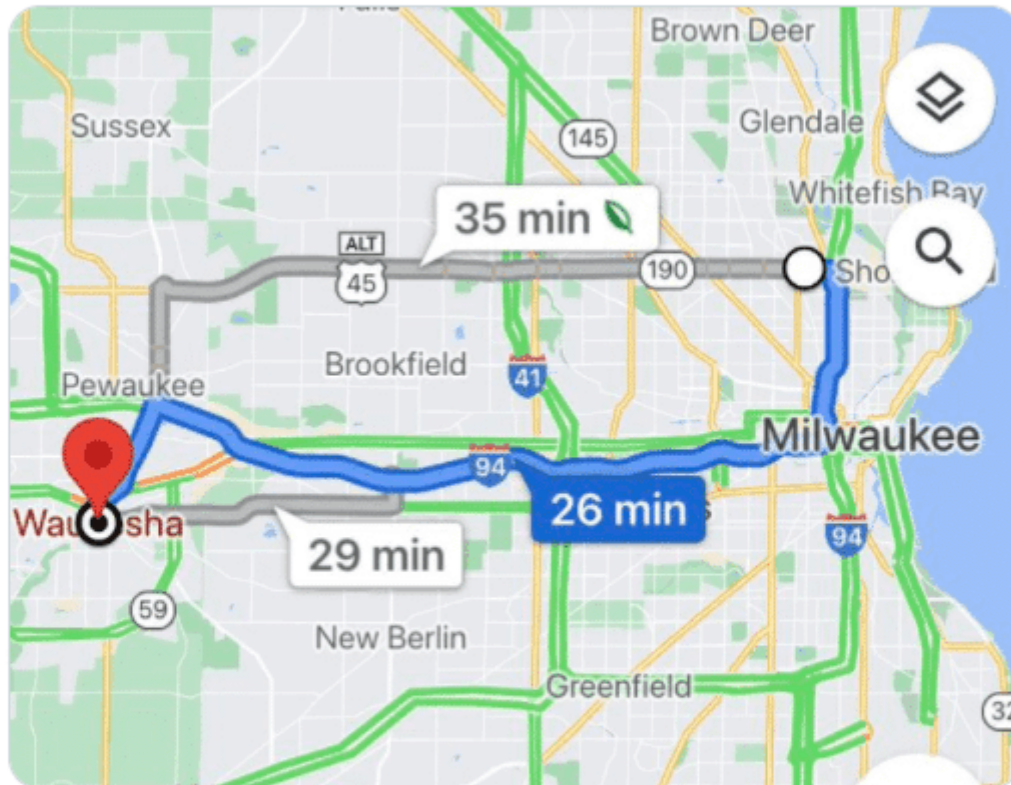 Brown Deer
Sussex
Glendale
145
Whitefish Bay
35 min
ALT
45
190
Brookfield
41
Pewaukee
Milwaukee
94
26 min
29 min
94
59
New Berlin
Greenfield